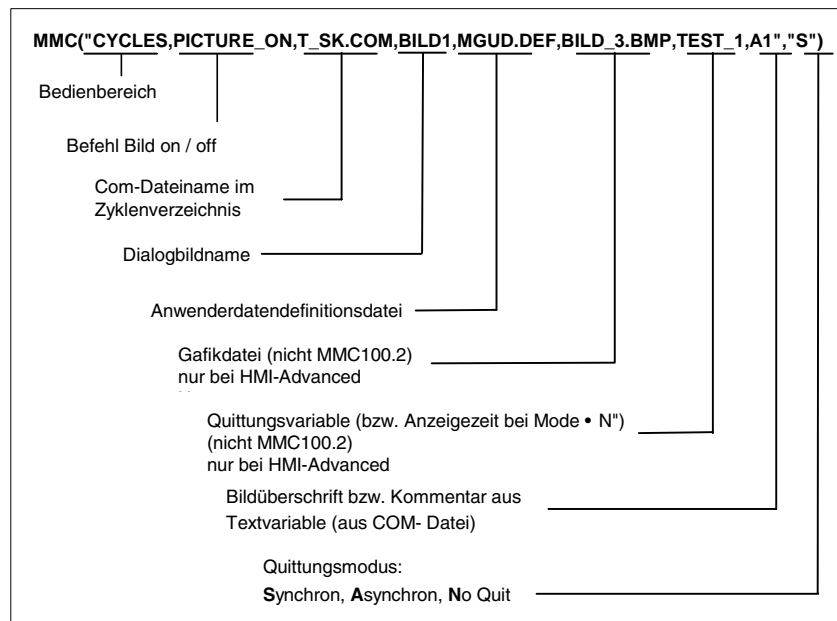 MMC("CYCLES,PICTURE_ON,T_SK.COM,BILD1,MGUD.DEF,BILD_3.BMP,TEST_1,A1","S")
Bedienbereich
Befehl Bild on / off
Com-Dateiname im
Zyklenverzeichnis
Dialogbildname
Anwenderdatendefinitionsdatei
Gafikdatei (nicht MMC100.2)
nur bei HMI-Advanced
Quittungsvariable (bzw. Anzeigezeit bei Mode • N")
(nicht MMC100.2)
nur bei HMI-Advanced
Bildüberschrift bzw. Kommentar aus
Textvariable (aus COM- Datei)
Quittungsmodus:
Synchron, Asynchron, No Quit